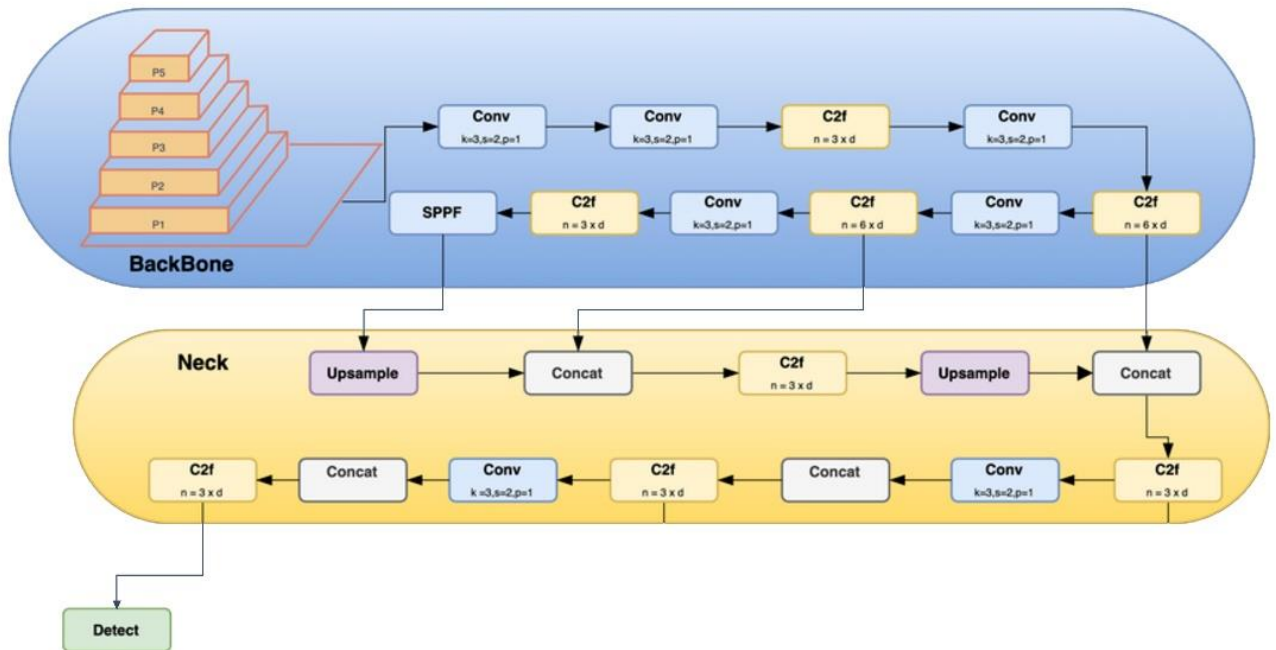 P5
P4
P3
P2
P1
BackBone
Conv
k=3,s=2,p=1
Conv
k=3,s=2,p=1
C2f
n = 3 x d
Conv
k=3,s=2,p=1
SPPF
C2f
n = 3 x d
Conv
k=3,s=2,p=1
C2f
n = 6 x d
Conv
k=3,s=2,p=1
C2f
n = 6 x d
Neck
Upsample
Concat
C2f
n = 3 x d
Upsample
Concat
C2f
n = 3 x d
Concat
Conv
k =3,s=2,p=1
C2f
n = 3 x d
Concat
Conv
k=3,s=2,p=1
C2f
n = 3 x d
Detect